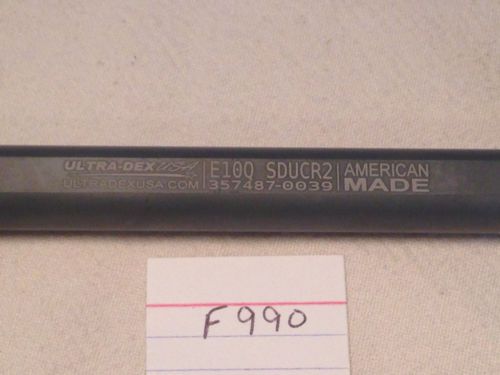 ULTRA-DEX USA E10Q SDUCR2 AMERICAN
ULTRADEXUSA.COM 357487-0039 MADE
F990